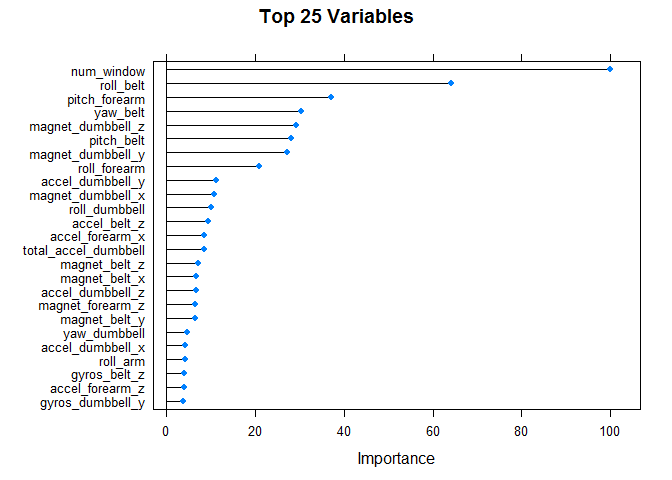 Top 25 Variables
num_window
roll_belt
pitch_forearm
yaw_belt
magnet_dumbbell_z
pitch_belt
magnet_dumbbell_y
roll_forearm
accel_dumbbell_y
magnet_dumbbell_x
roll_dumbbell
accel_belt_z
accel_forearm_x
total_accel_dumbbell
magnet_belt_z
magnet_belt_x
accel_dumbbell_z
magnet_forearm_z
magnet_belt_y
yaw_dumbbell
accel_dumbbell_x
roll_arm
gyros_belt_z
accel_forearm_z
gyros_dumbbell_y
0 20 40 60 80 100
Importance